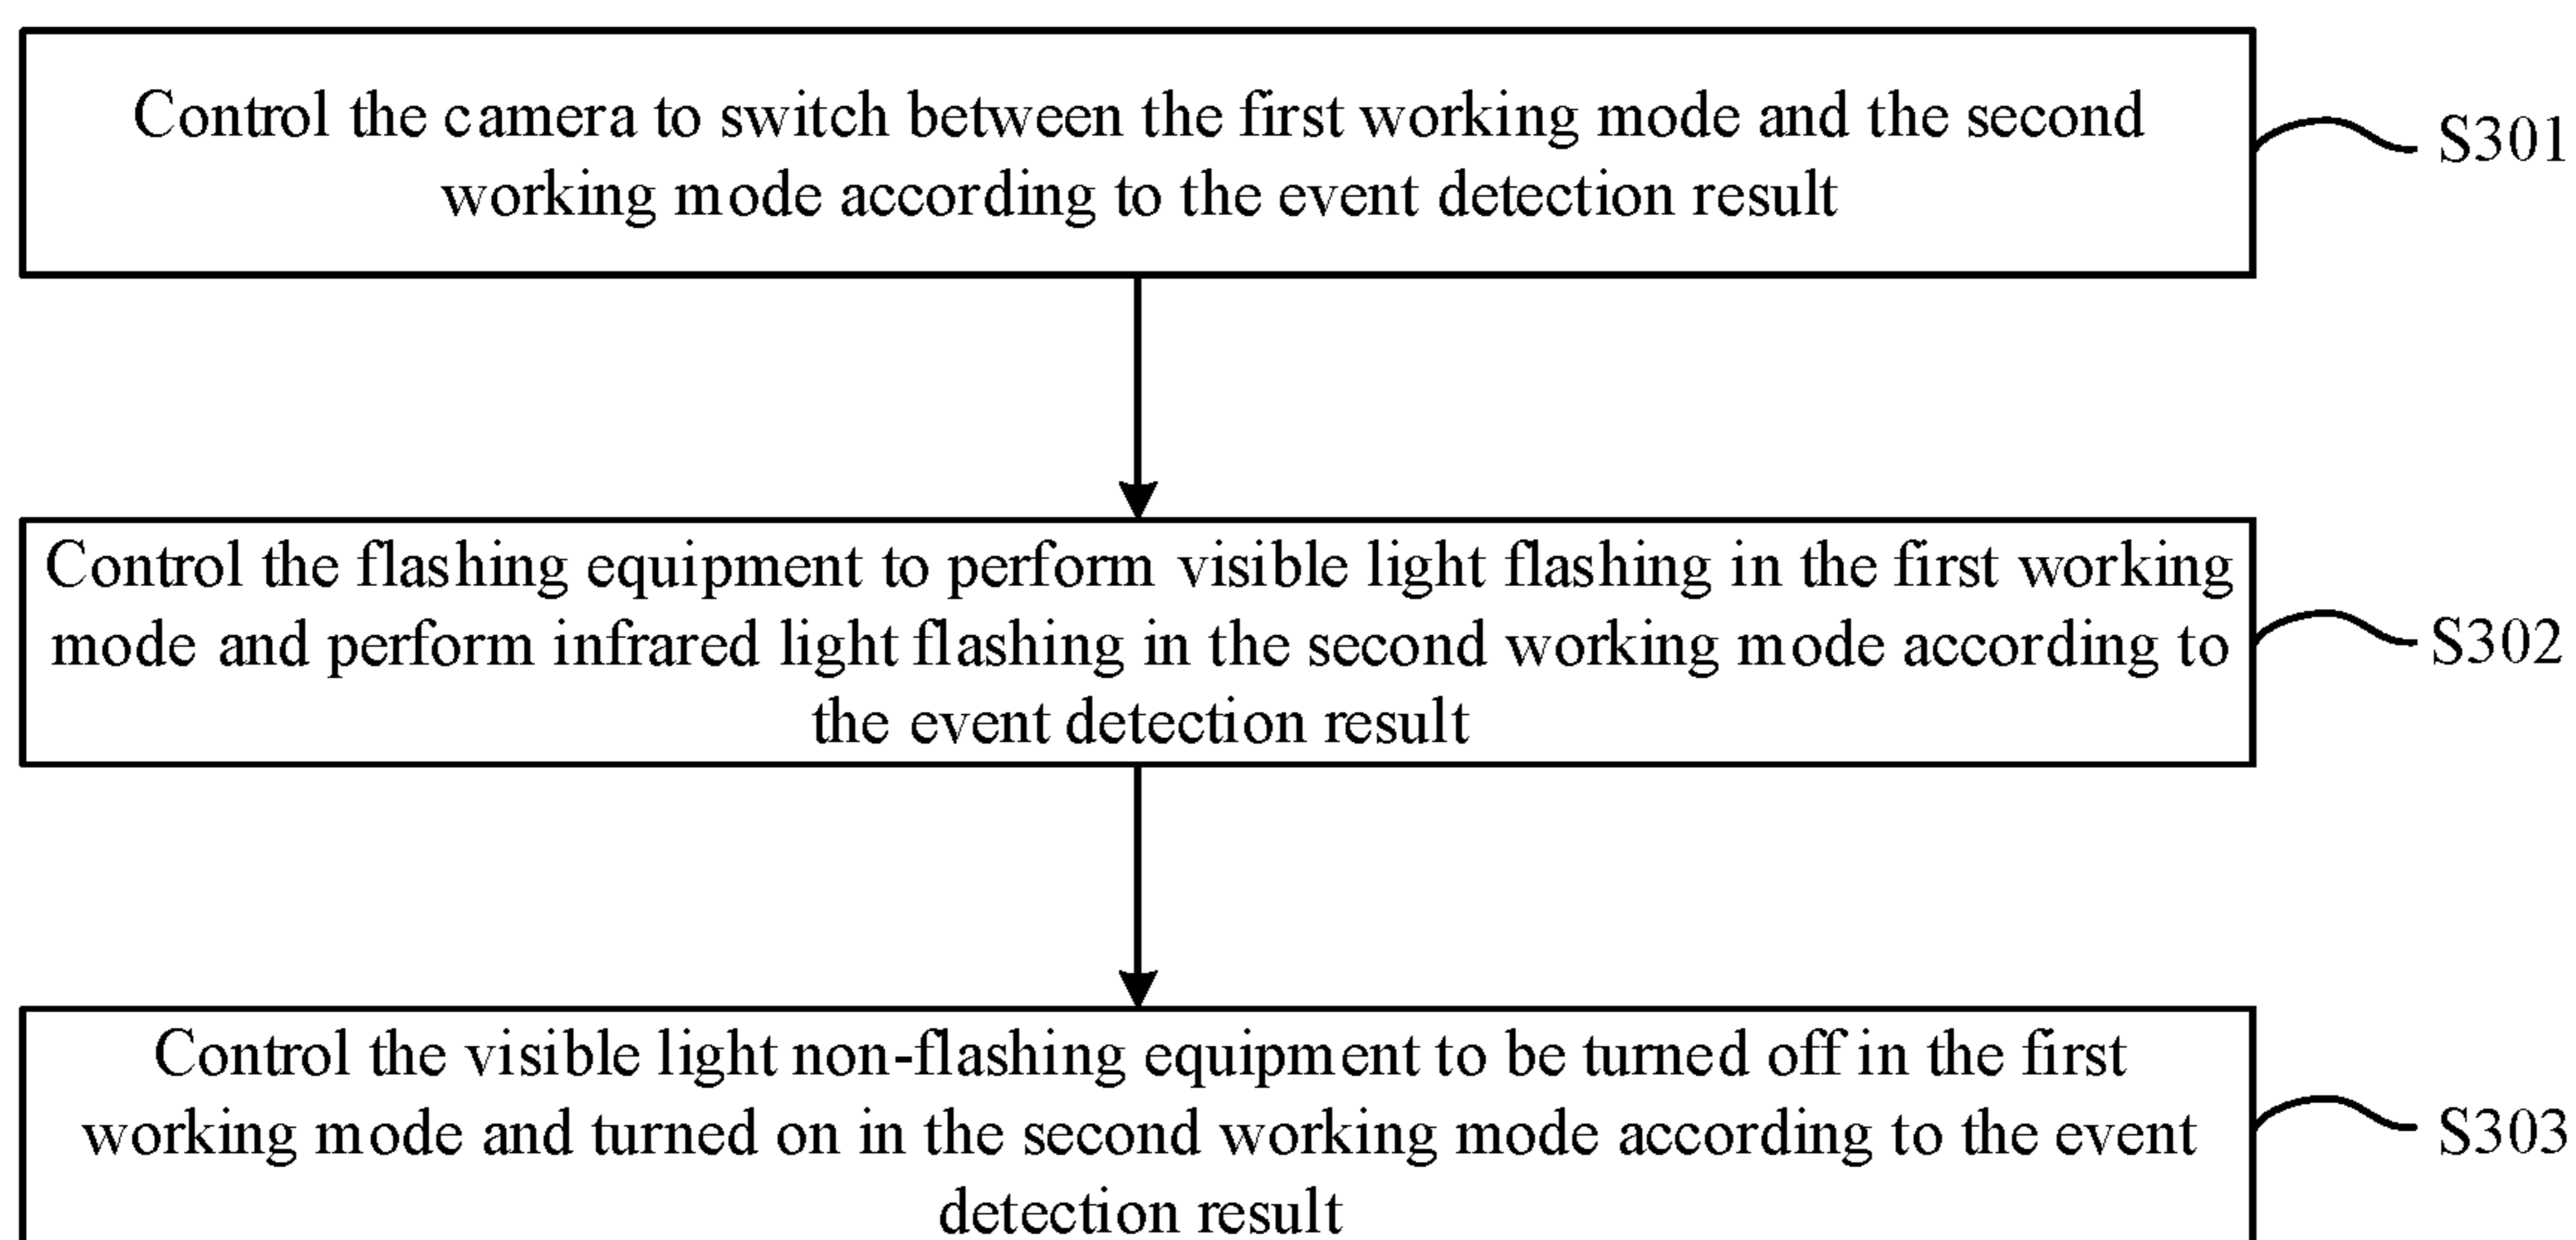 Control the camera to switch between the first working mode and the second
working mode according to the event detection result
S301
Control the flashing equipment to perform visible light flashing in the first working
mode and perform infrared light flashing in the second working mode according to
the event detection result
S302
Control the visible light non-flashing equipment to be turned off in the first
working mode and turned on in the second working mode according to the event
detection result
S303